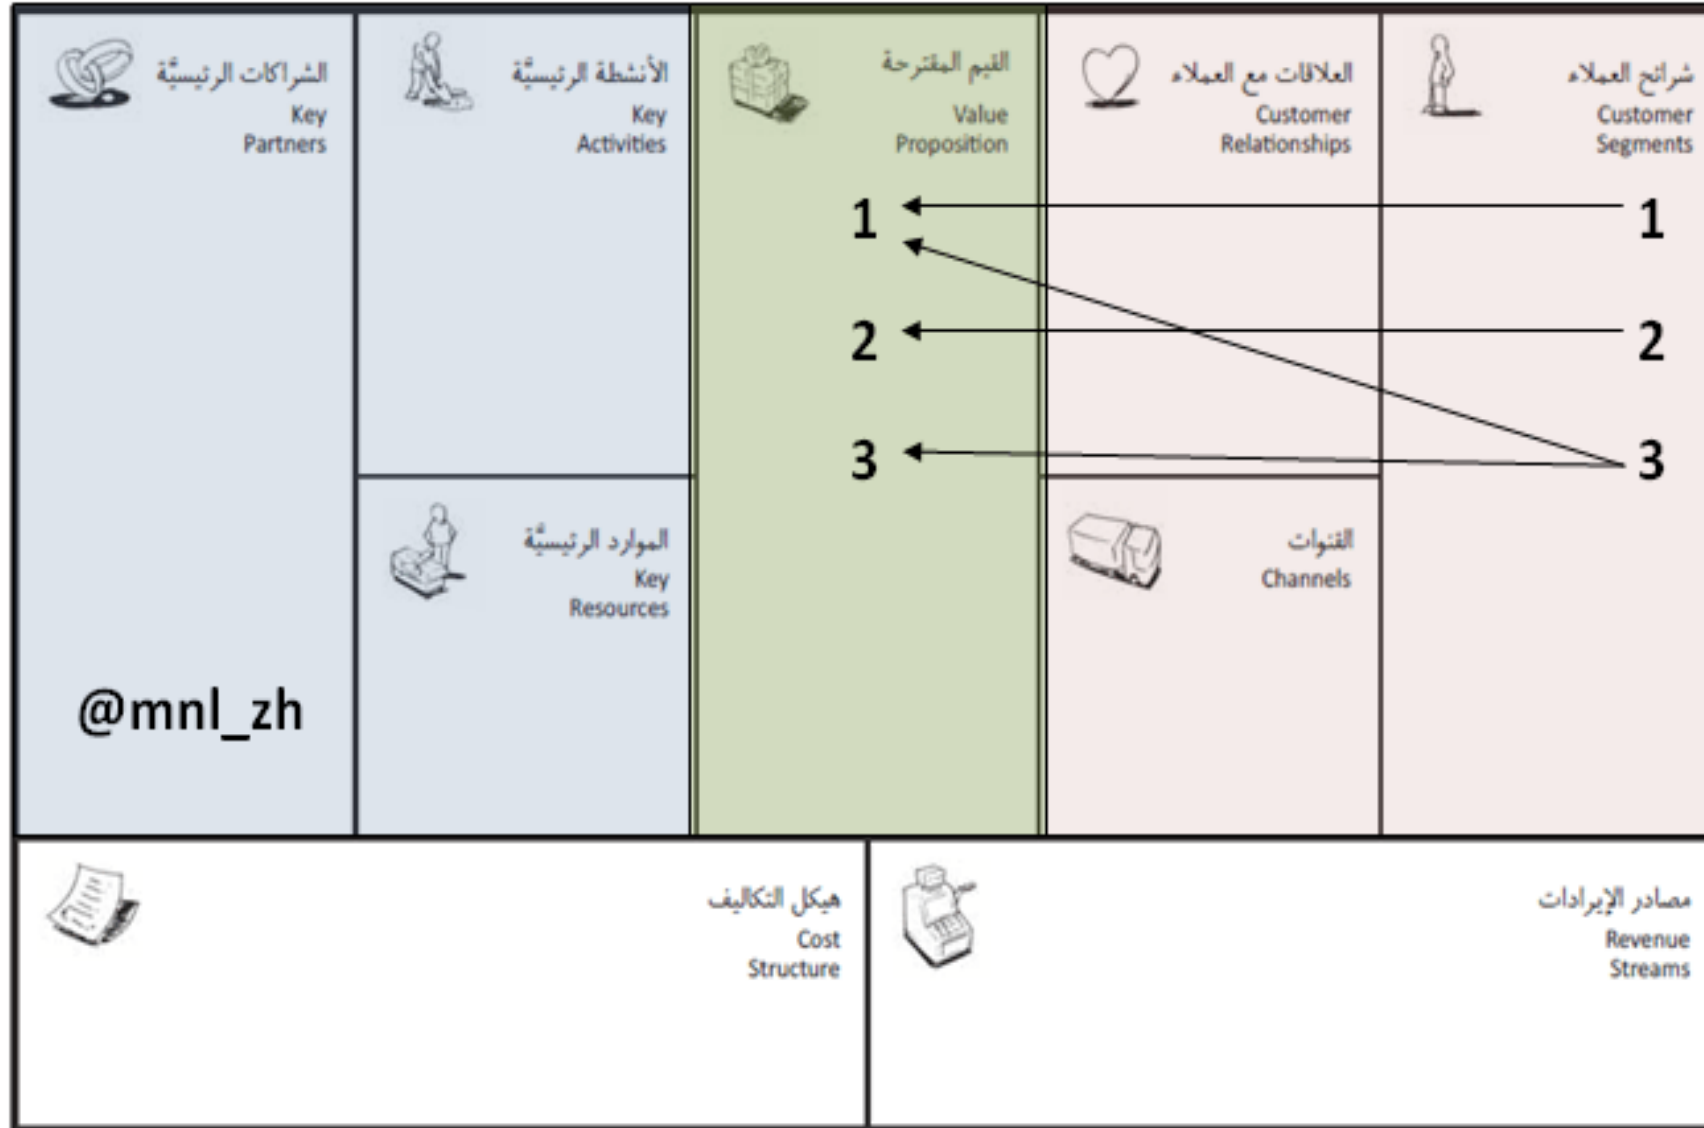 الشراكات الرئيسيَّة
Key
Partners
الأنشطة الرئيسيَّة
Key
Activities
القيم المقترحة
Value
Proposition
العلاقات مع العملاء
Customer
Relationships
شرائح العملاء
Customer
Segments
1
1
2
2
3
3
الموارد الرئيسيَّة
Key
Resources
القنوات
Channels
@mnl_zh
هيكل التكاليف
Cost
Structure
مصادر الإيرادات
Revenue
Streams